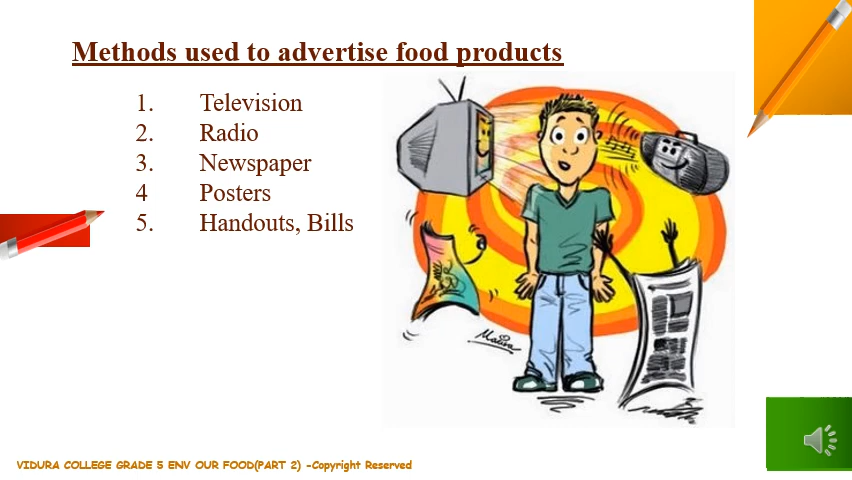 Methods used to advertise food products
1. Television
2. Radio
3. Newspaper
4 Posters
5. Handouts, Bills
VIDURA COLLEGE GRADE 5 ENV OUR FOOD(PART 2) -Copyright Reserved